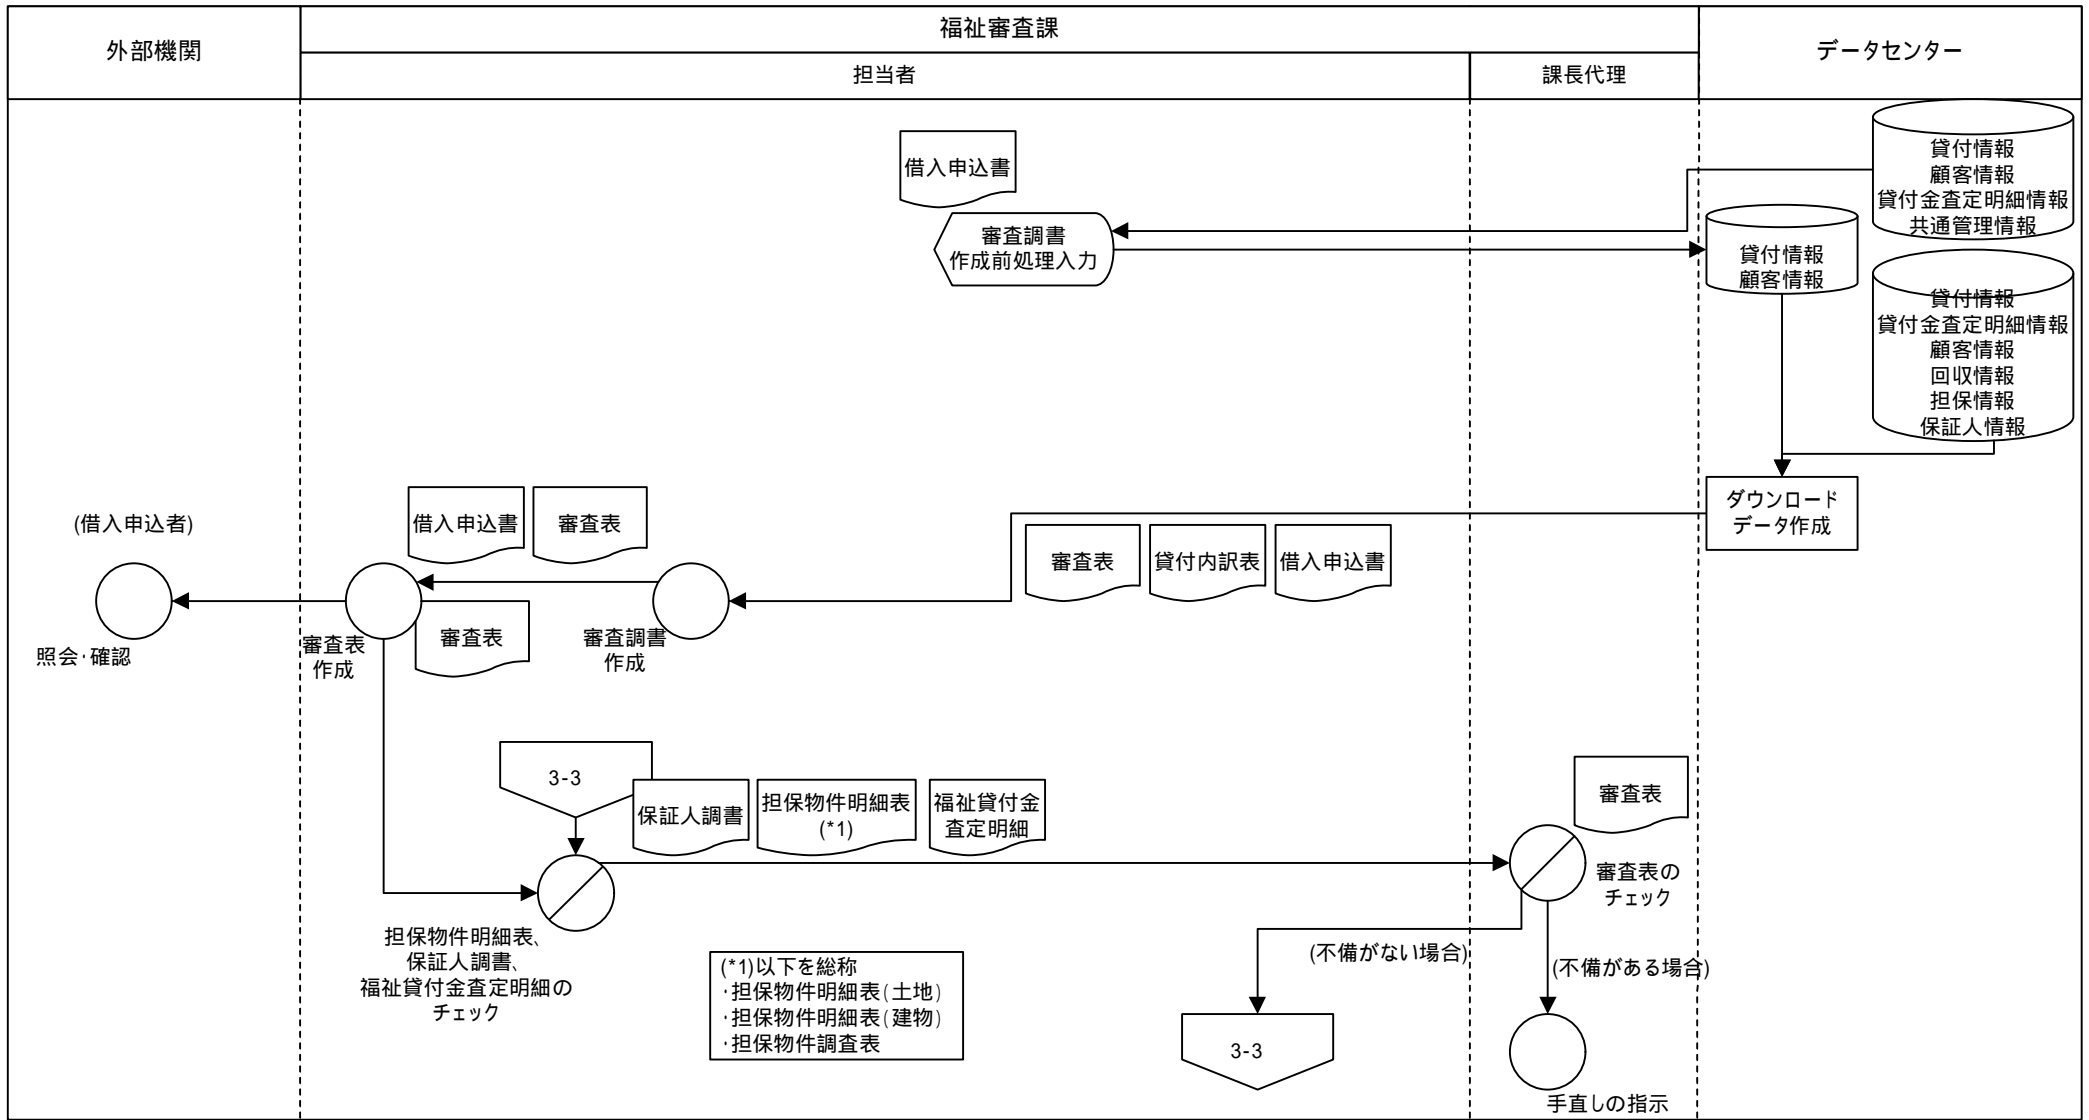 外部機関
福祉審査課
データセンター
担当者
課長代理
借入申込書
審査調書
作成前処理入力
貸付情報
顧客情報
貸付金査定明細情報
共通管理情報
貸付情報
顧客情報
貸付情報
貸付金査定明細情報
顧客情報
回収情報
担保情報
保証人情報
ダウンロード
データ作成
(借入申込者)
借入申込書
審査表
審査表
貸付内訳表
借入申込書
照会・確認
審査表
作成
審査表
審査調書
作成
3-3
保証人調書
担保物件明細表
(*1)
福祉貸付金
査定明細
審査表
審査表の
チェック
担保物件明細表、
保証人調書、
福祉貸付金査定明細の
チェック
(*1)以下を総称
・担保物件明細表(土地)
・担保物件明細表(建物)
・担保物件調査表
(不備がない場合)
(不備がある場合)
3-3
手直しの指示